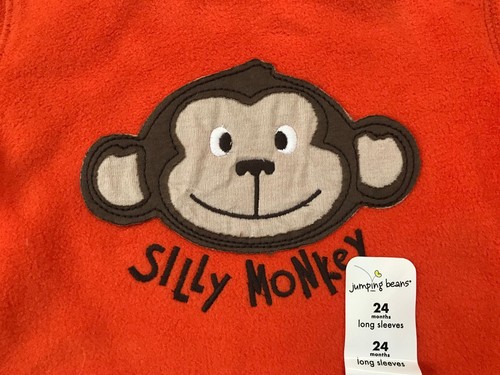 SILLY MONKEY
jumping beans®
24
months
long sleeves
24
months
long sleeves